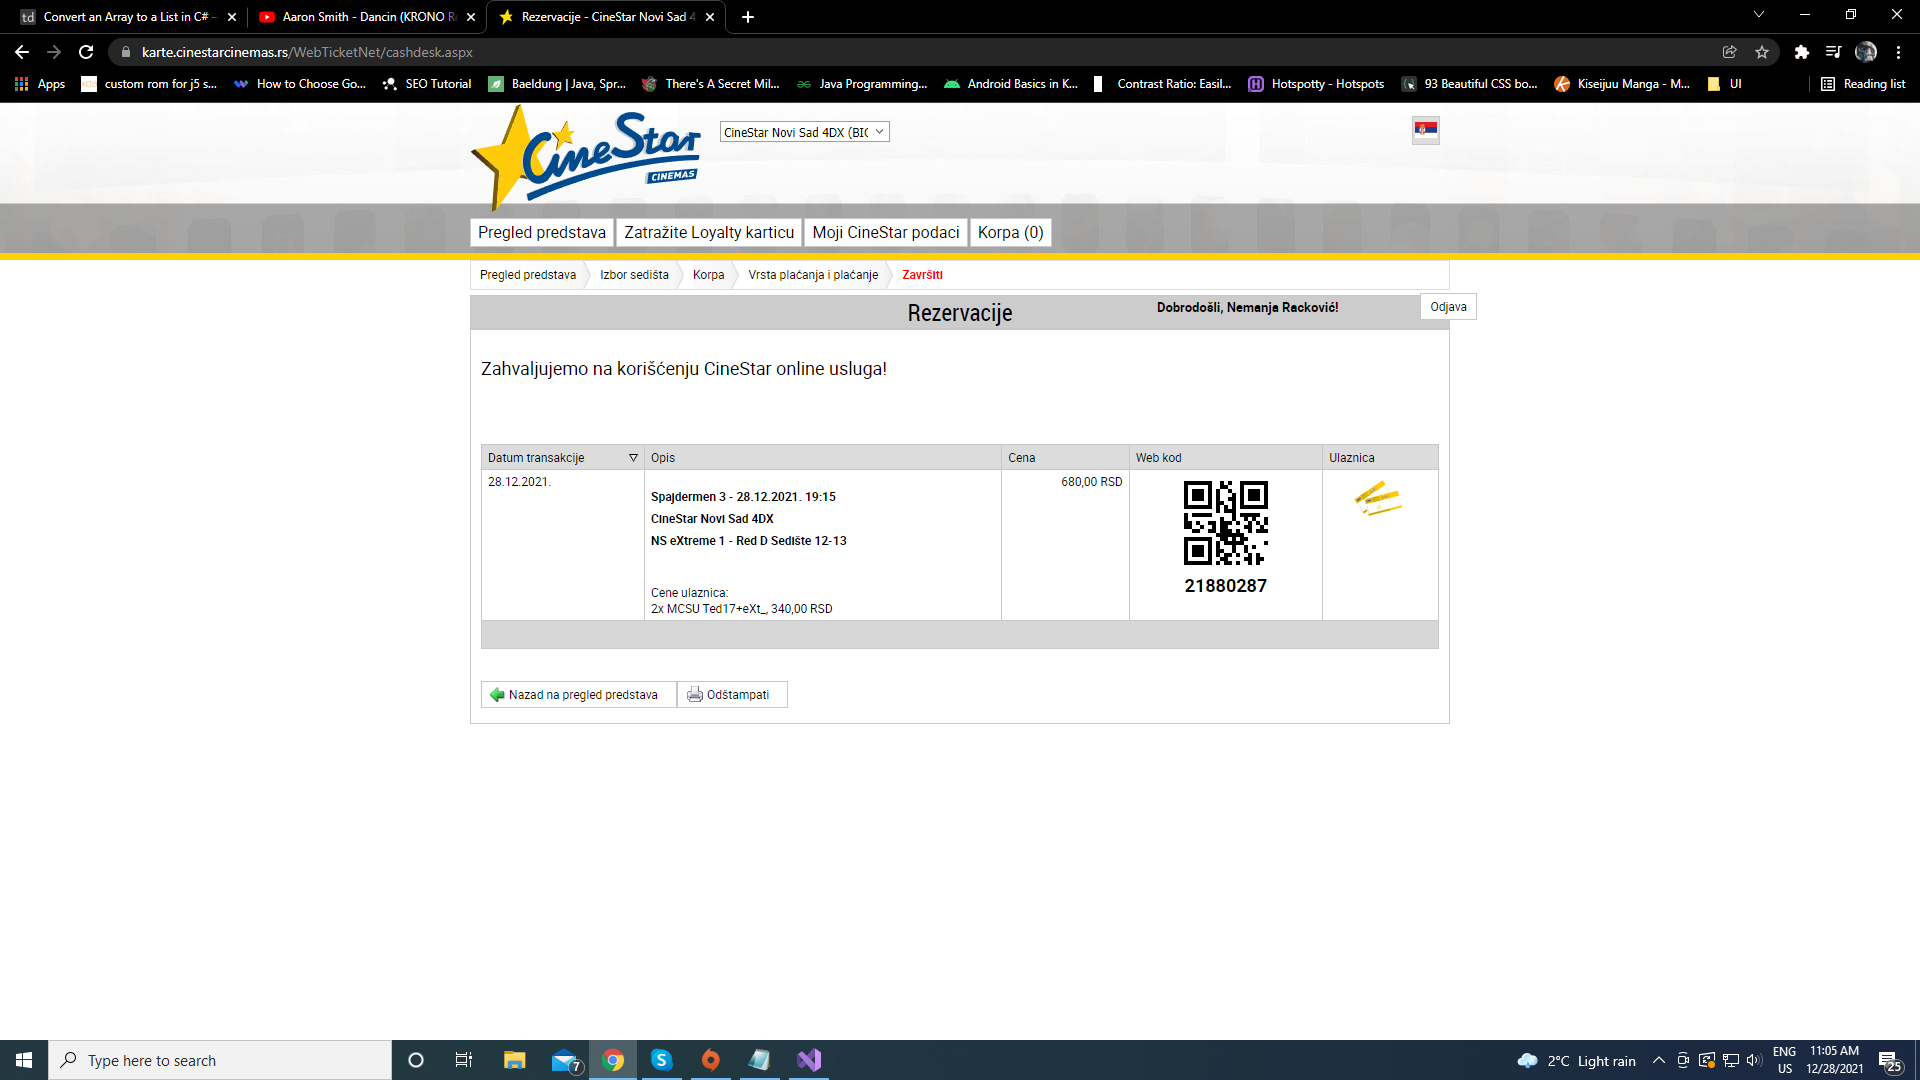 Convert an Array to a List in C# -
Aaron Smith - Dancin (KRONO Re
Rezervacije - CineStar Novi Sad 4
karte.cinestarcinemas.rs/WebTicketNet/cashdesk.aspx
Apps
custom rom for j5 s...
How to Choose Go...
SEO Tutorial
Baeldung | Java, Spr...
There's A Secret Mil...
Java Programming...
Android Basics in K...
Contrast Ratio: Easil...
Hotspotty - Hotspots
93 Beautiful CSS bo...
Kiseijuu Manga - M...
UI
Reading list
CineStar
CINEMAS
CineStar Novi Sad 4DX (BIG
Pregled predstava
Zatražite Loyalty karticu
Moji CineStar podaci
Korpa (0)
Pregled predstava
Izbor sedišta
Korpa
Vrsta plaćanja i plaćanje
Završiti
Rezervacije
Dobrodošli, Nemanja Racković!
Odjava
Zahvaljujemo na korišćenju CineStar online usluga!
Datum transakcije
Opis
Cena
Web kod
Ulaznica
28.12.2021.
Spajdermen 3 - 28.12.2021. 19:15
CineStar Novi Sad 4DX
NS eXtreme 1 - Red D Sedište 12-13
Cene ulaznica:
2x MCSU Ted17+eXt_, 340,00 RSD
680,00 RSD
21880287
Nazad na pregled predstava
Odštampati
Type here to search
7
2°C Light rain
ENG
US
11:05 AM
12/28/2021
25